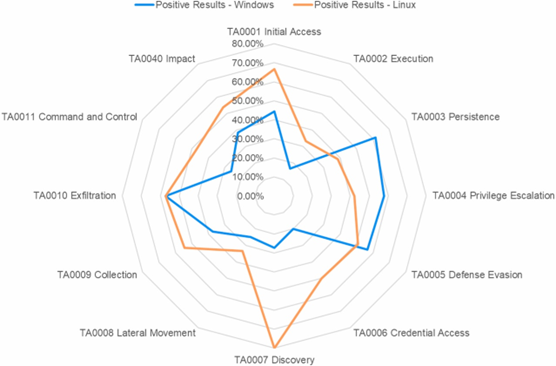 Positive Results - Windows
Positive Results - Linux
TA0001 Initial Access
80.00%
70.00%
60.00%
50.00%
40.00%
30.00%
20.00%
10.00%
0.00%
TA0002 Execution
TA0003 Persistence
TA0004 Privilege Escalation
TA0005 Defense Evasion
TA0006 Credential Access
TA0007 Discovery
TA0008 Lateral Movement
TA0009 Collection
TA0010 Exfiltration
TA0011 Command and Control
TA0040 Impact